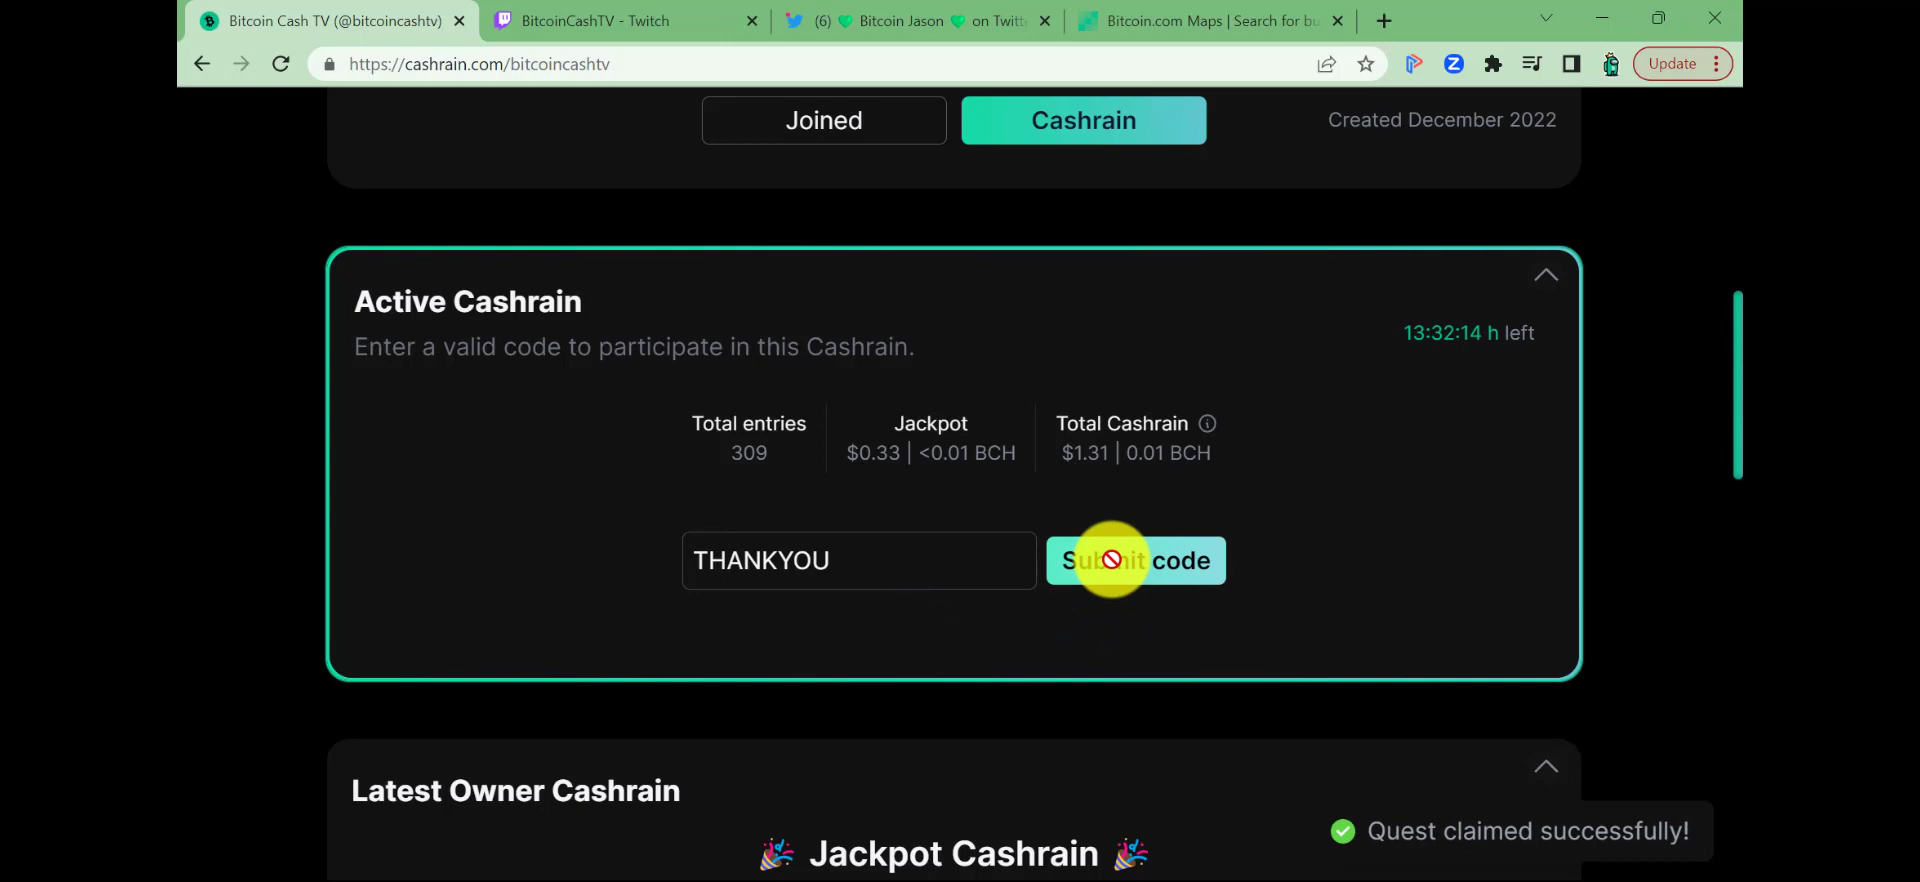 Bitcoin Cash TV (@bitcoincashtv)
BitcoinCashTV - Twitch
(6) 💚 Bitcoin Jason 💚 on Twitt
Bitcoin.com Maps | Search for bu
https://cashrain.com/bitcoincashtv
Update
Joined
Cashrain
Created December 2022
Active Cashrain
Enter a valid code to participate in this Cashrain.
13:32:14 h left
Total entries
Jackpot
Total Cashrain
309
$0.33 | <0.01 BCH
$1.31 | 0.01 BCH
THANKYOU
Submit code
Latest Owner Cashrain
🎉 Jackpot Cashrain 🎉
Quest claimed successfully!